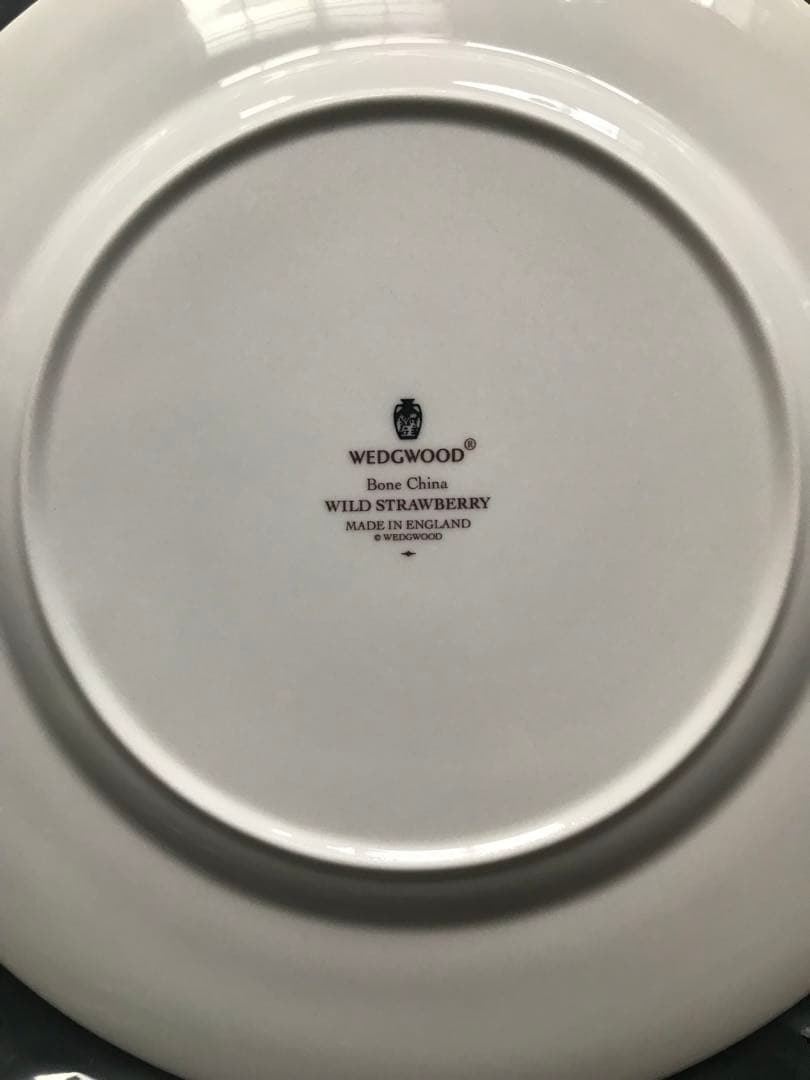 WEDGWOOD®
Bone China
WILD STRAWBERRY
MADE IN ENGLAND
© WEDGWOOD